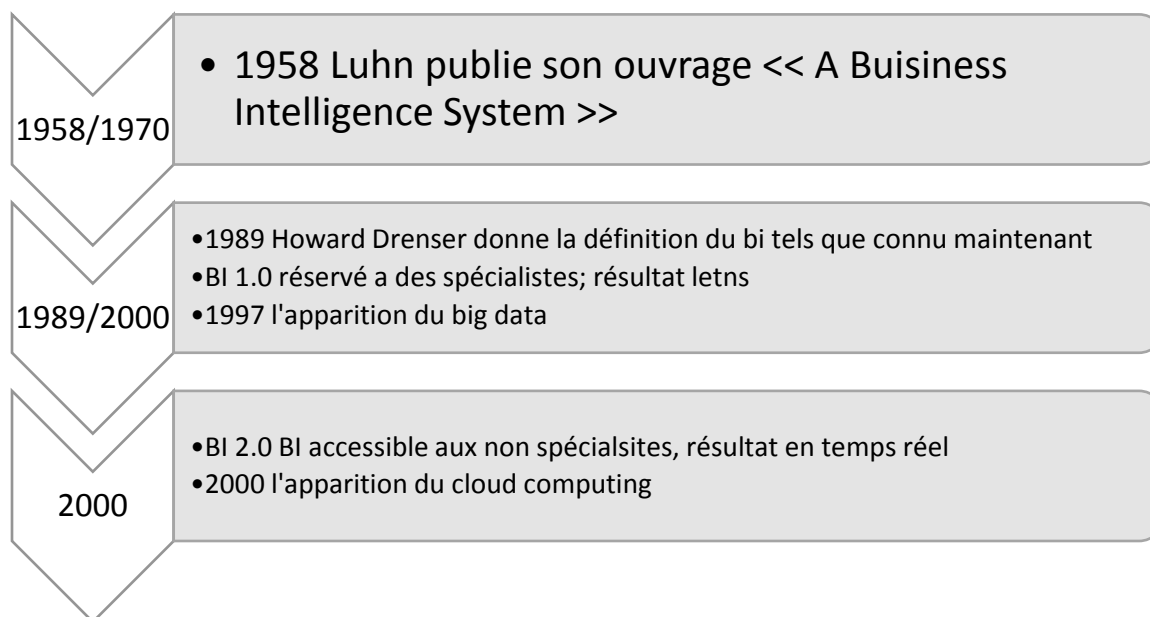 1958/1970
• 1958 Luhn publie son ouvrage << A Buisiness
Intelligence System >>
1989/2000
•1989 Howard Drenser donne la définition du bi tels que connu maintenant
•BI 1.0 réservé a des spécialistes; résultat letns
•1997 l'apparition du big data
2000
•BI 2.0 BI accessible aux non spécialsites, résultat en temps réel
•2000 l'apparition du cloud computing